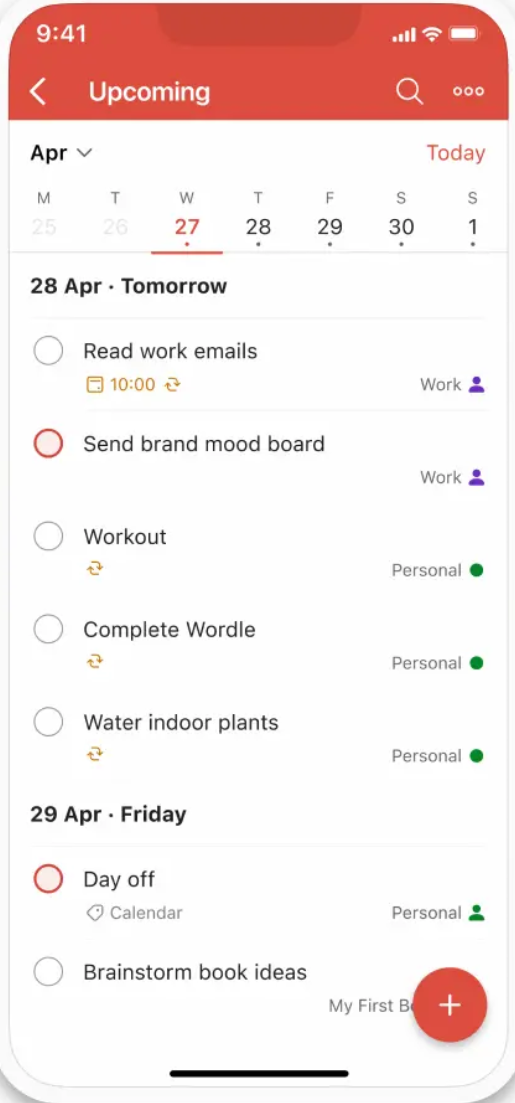 9:41
Upcoming
Apr
Today
M T W T F S S
25 26 27 28 29 30 1
28 Apr · Tomorrow
Read work emails
10:00
Work
Send brand mood board
Work
Workout
Personal
Complete Wordle
Personal
Water indoor plants
Personal
29 Apr · Friday
Day off
Calendar
Personal
Brainstorm book ideas
My First